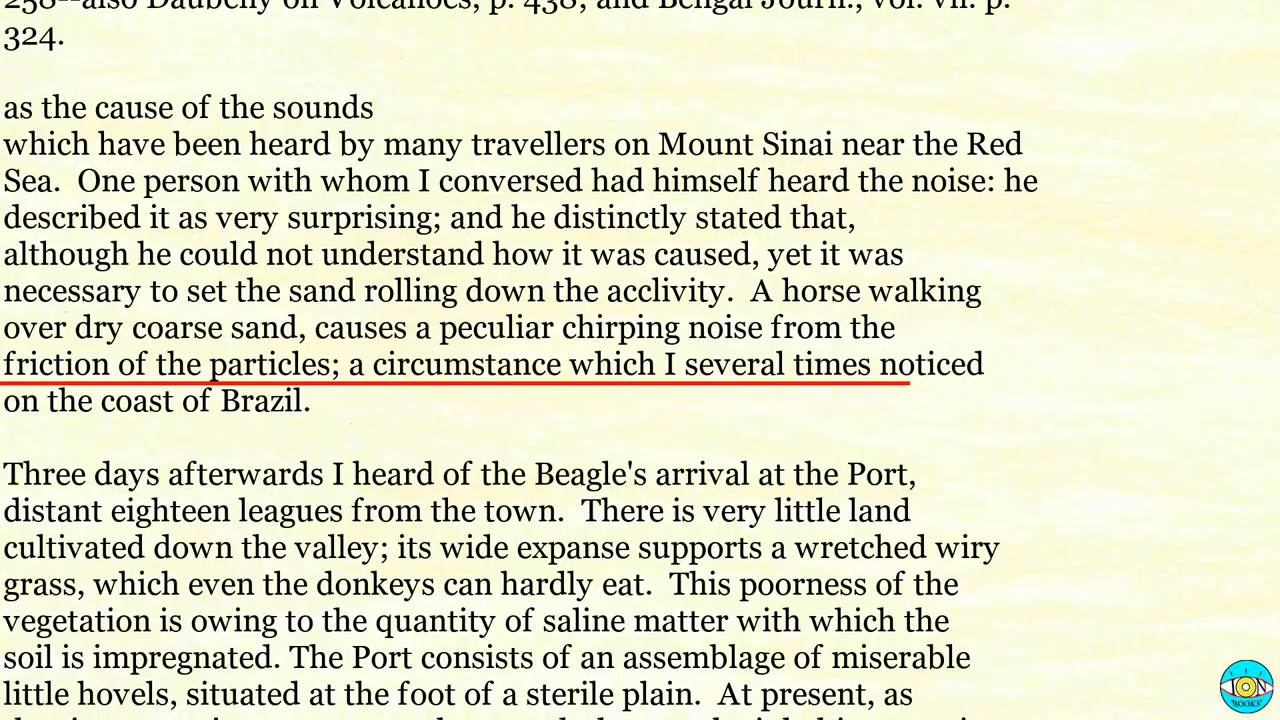 258--also Daubeny on Volcanoes, p. 438, and Bengal Journ., vol. vii. p.
324.
as the cause of the sounds
which have been heard by many travellers on Mount Sinai near the Red
Sea.  One person with whom I conversed had himself heard the noise: he
described it as very surprising; and he distinctly stated that,
although he could not understand how it was caused, yet it was
necessary to set the sand rolling down the acclivity.  A horse walking
over dry coarse sand, causes a peculiar chirping noise from the
friction of the particles; a circumstance which I several times noticed
on the coast of Brazil.
Three days afterwards I heard of the Beagle's arrival at the Port,
distant eighteen leagues from the town.  There is very little land
cultivated down the valley; its wide expanse supports a wretched wiry
grass, which even the donkeys can hardly eat.  This poorness of the
vegetation is owing to the quantity of saline matter with which the
soil is impregnated. The Port consists of an assemblage of miserable
little hovels, situated at the foot of a sterile plain.  At present, as
ION
BOOKS